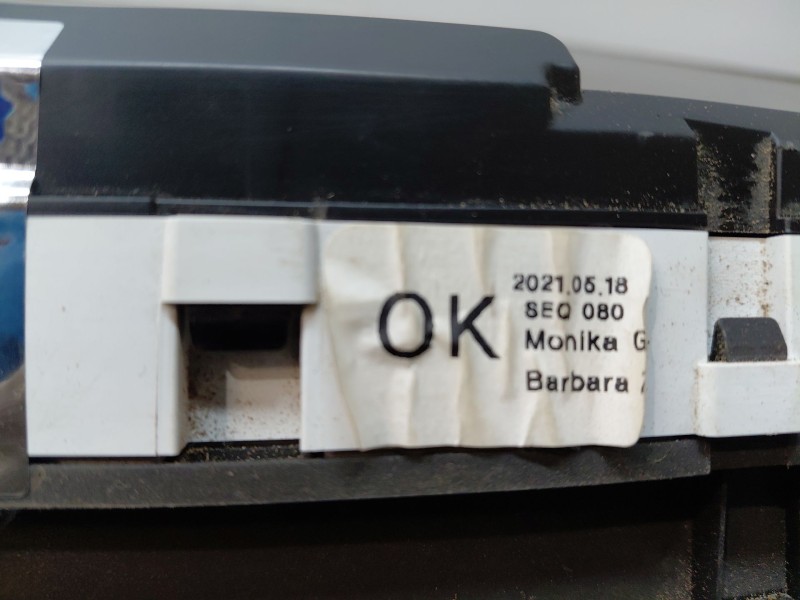 OK
2021.05.18
SEQ 080
Monika G
Barbara